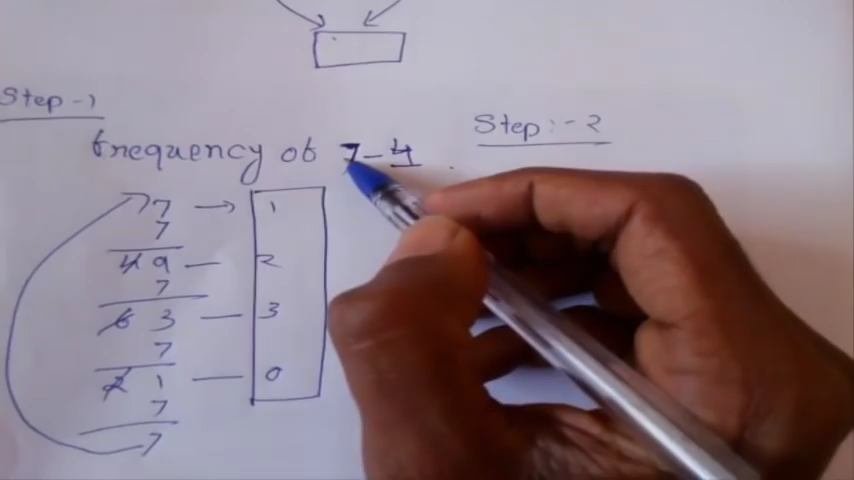 Step-1
frequency of 7-4.
Step:-2
7 → 1
7
49 - 2
7
63 - 3
7
21 - 0
7
7